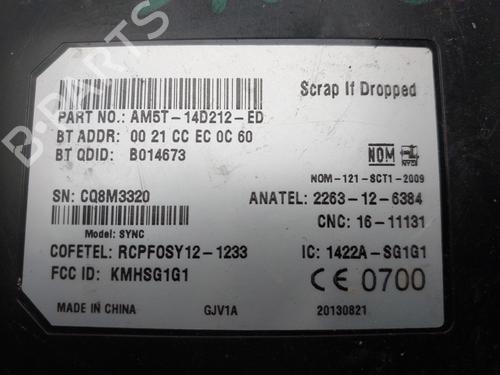 B-PARTS
Scrap If Dropped
PART NO.: AM5T-14D212-ED
BT ADDR: 00 21 CC EC 0C 60
BT QDID: B014673
NOM
NYCE
NOM-121-SCT1-2009
SN: CQ8M3320
ANATEL: 2263-12-6384
Model: SYNC
CNC: 16-11131
COFETEL: RCPFOSY12-1233
IC: 1422A-SG1G1
FCC ID: KMHSG1G1
CE 0700
MADE IN CHINA
GJV1A
20130821